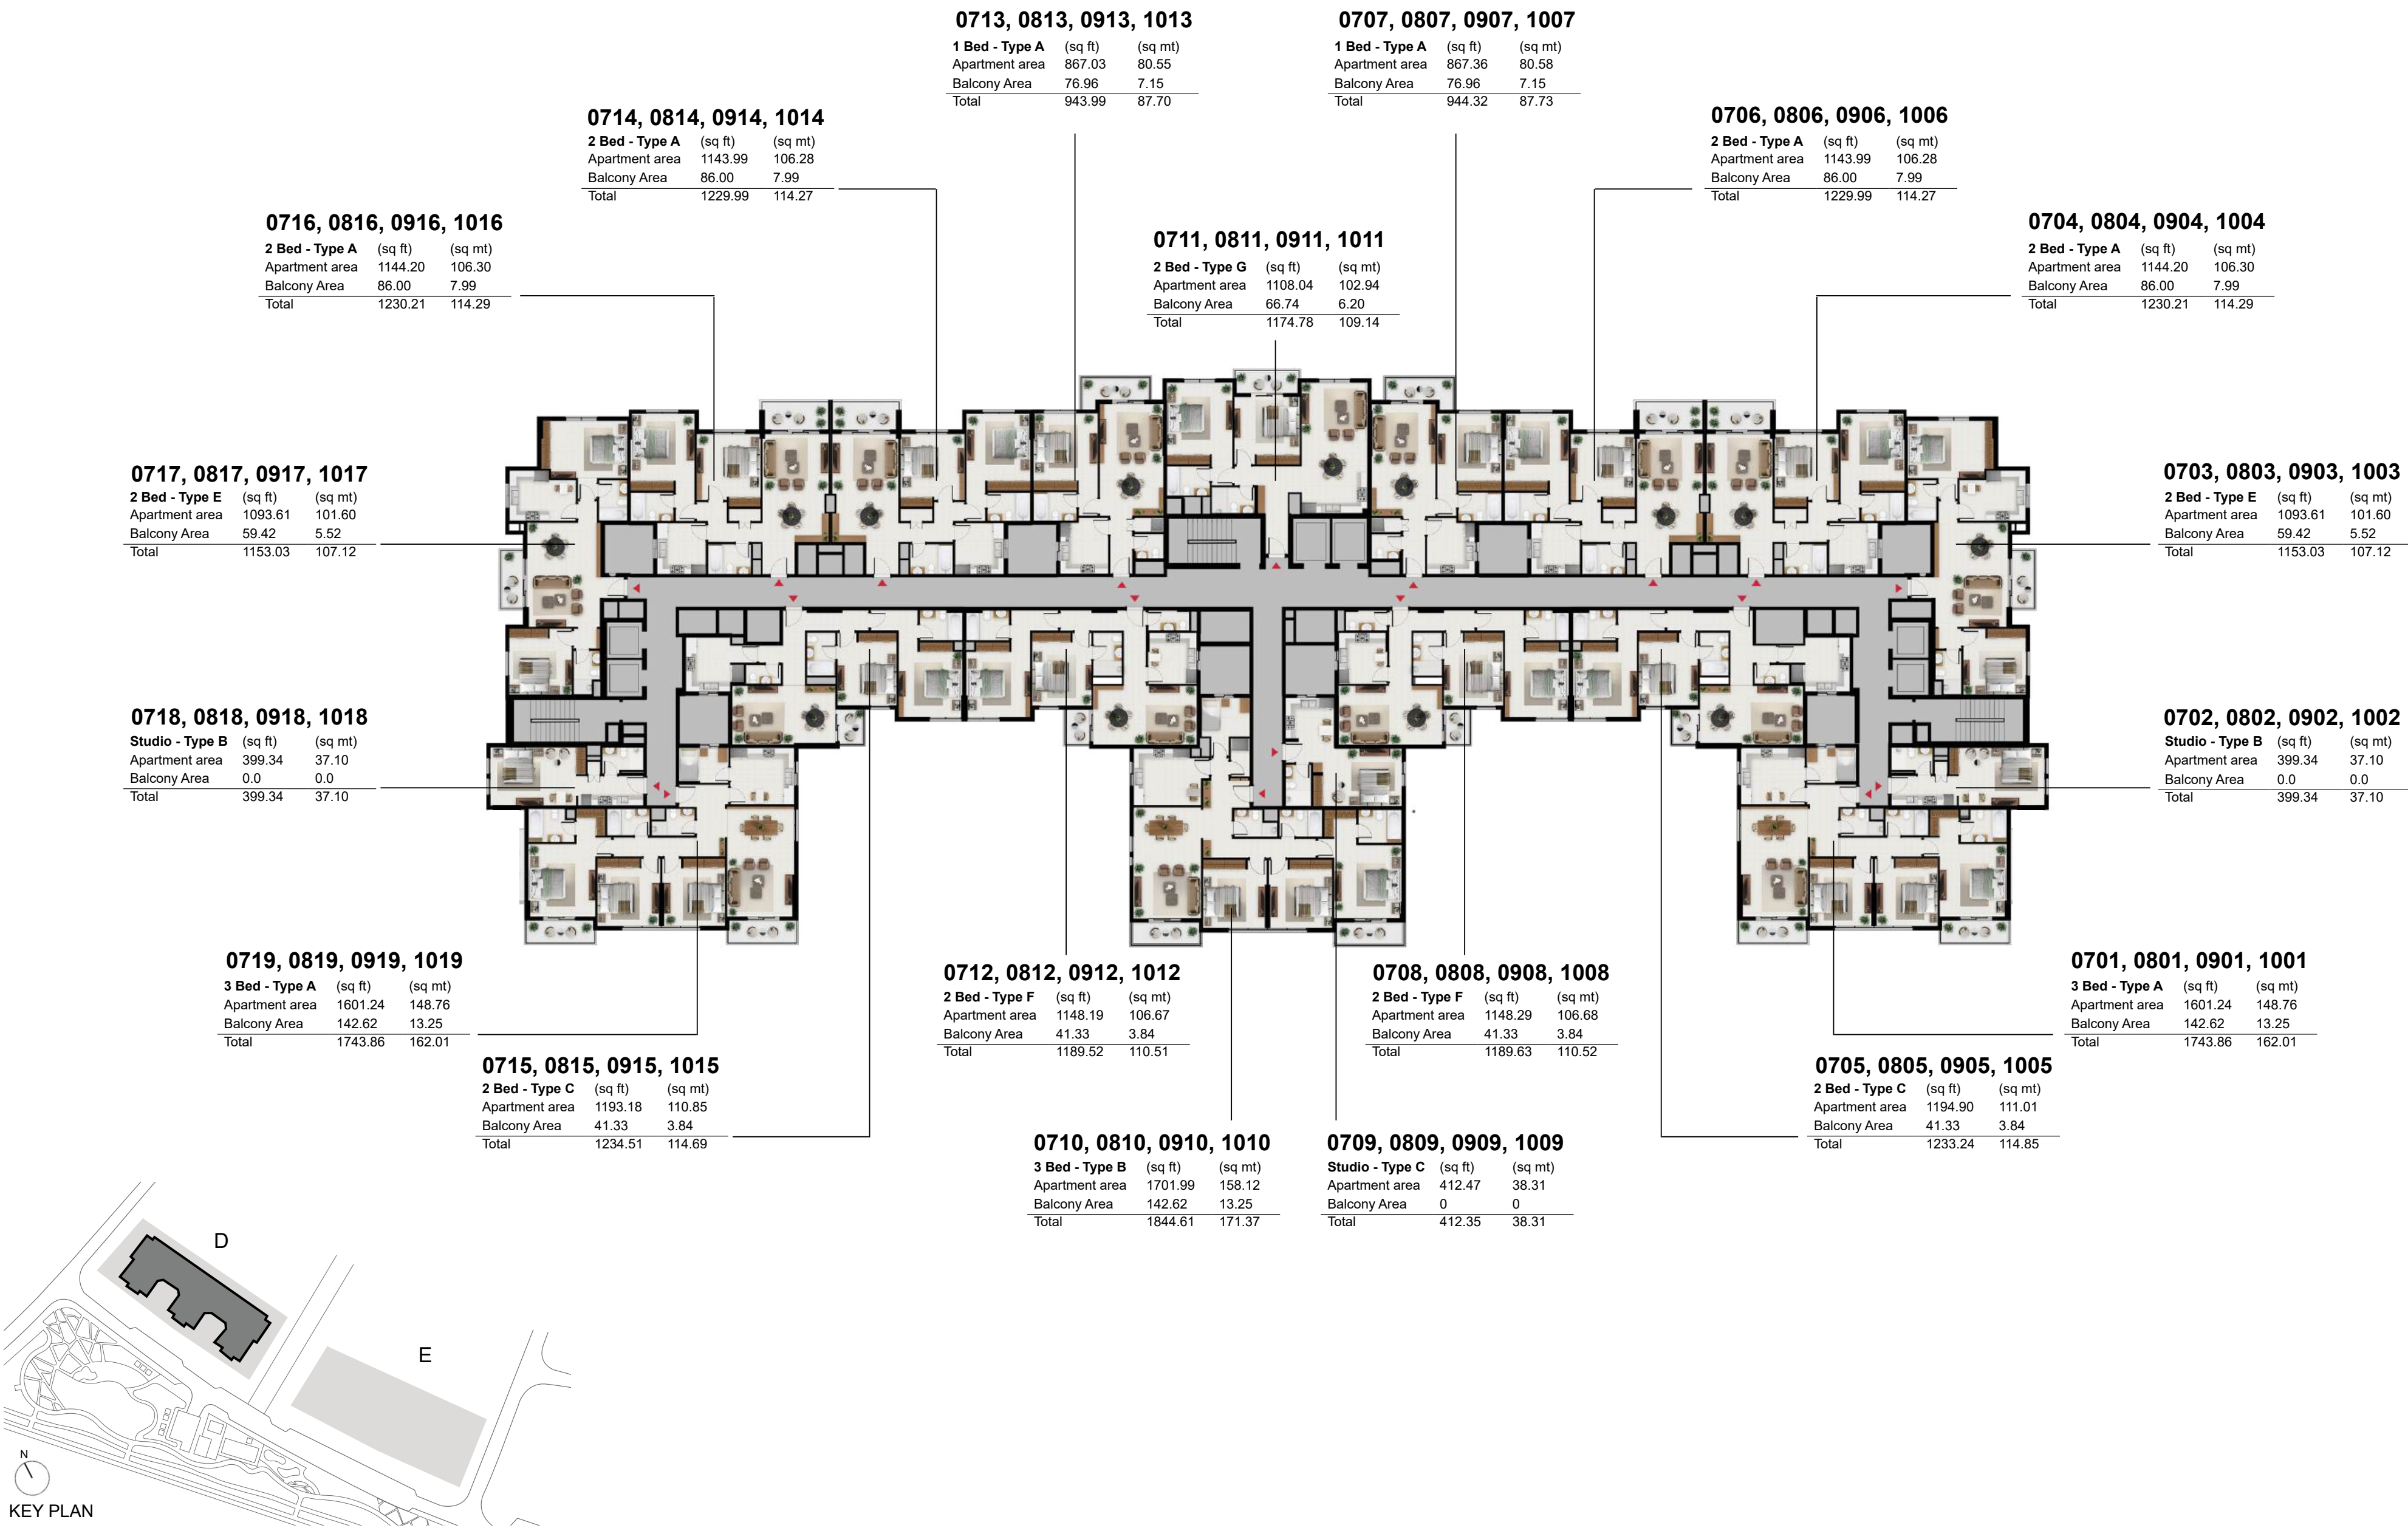 0713, 0813, 0913, 1013
1 Bed - Type A (sq ft) (sq mt)
Apartment area 867.03 80.55
Balcony Area 76.96 7.15
Total 943.99 87.70
0707, 0807, 0907, 1007
1 Bed - Type A (sq ft) (sq mt)
Apartment area 867.36 80.58
Balcony Area 76.96 7.15
Total 944.32 87.73
0714, 0814, 0914, 1014
2 Bed - Type A (sq ft) (sq mt)
Apartment area 1143.99 106.28
Balcony Area 86.00 7.99
Total 1229.99 114.27
0706, 0806, 0906, 1006
2 Bed - Type A (sq ft) (sq mt)
Apartment area 1143.99 106.28
Balcony Area 86.00 7.99
Total 1229.99 114.27
0716, 0816, 0916, 1016
2 Bed - Type A (sq ft) (sq mt)
Apartment area 1144.20 106.30
Balcony Area 86.00 7.99
Total 1230.21 114.29
0711, 0811, 0911, 1011
2 Bed - Type G (sq ft) (sq mt)
Apartment area 1108.04 102.94
Balcony Area 66.74 6.20
Total 1174.78 109.14
0704, 0804, 0904, 1004
2 Bed - Type A (sq ft) (sq mt)
Apartment area 1144.20 106.30
Balcony Area 86.00 7.99
Total 1230.21 114.29
0717, 0817, 0917, 1017
2 Bed - Type E (sq ft) (sq mt)
Apartment area 1093.61 101.60
Balcony Area 59.42 5.52
Total 1153.03 107.12
0703, 0803, 0903, 1003
2 Bed - Type E (sq ft) (sq mt)
Apartment area 1093.61 101.60
Balcony Area 59.42 5.52
Total 1153.03 107.12
0718, 0818, 0918, 1018
Studio - Type B (sq ft) (sq mt)
Apartment area 399.34 37.10
Balcony Area 0.0 0.0
Total 399.34 37.10
0702, 0802, 0902, 1002
Studio - Type B (sq ft) (sq mt)
Apartment area 399.34 37.10
Balcony Area 0.0 0.0
Total 399.34 37.10
0719, 0819, 0919, 1019
3 Bed - Type A (sq ft) (sq mt)
Apartment area 1601.24 148.76
Balcony Area 142.62 13.25
Total 1743.86 162.01
0712, 0812, 0912, 1012
2 Bed - Type F (sq ft) (sq mt)
Apartment area 1148.19 106.67
Balcony Area 41.33 3.84
Total 1189.52 110.51
0708, 0808, 0908, 1008
2 Bed - Type F (sq ft) (sq mt)
Apartment area 1148.29 106.68
Balcony Area 41.33 3.84
Total 1189.63 110.52
0701, 0801, 0901, 1001
3 Bed - Type A (sq ft) (sq mt)
Apartment area 1601.24 148.76
Balcony Area 142.62 13.25
Total 1743.86 162.01
0715, 0815, 0915, 1015
2 Bed - Type C (sq ft) (sq mt)
Apartment area 1193.18 110.85
Balcony Area 41.33 3.84
Total 1234.51 114.69
0705, 0805, 0905, 1005
2 Bed - Type C (sq ft) (sq mt)
Apartment area 1194.90 111.01
Balcony Area 41.33 3.84
Total 1233.24 114.85
0710, 0810, 0910, 1010
3 Bed - Type B (sq ft) (sq mt)
Apartment area 1701.99 158.12
Balcony Area 142.62 13.25
Total 1844.61 171.37
0709, 0809, 0909, 1009
Studio - Type C (sq ft) (sq mt)
Apartment area 412.47 38.31
Balcony Area 0 0
Total 412.35 38.31
D
E
N
KEY PLAN